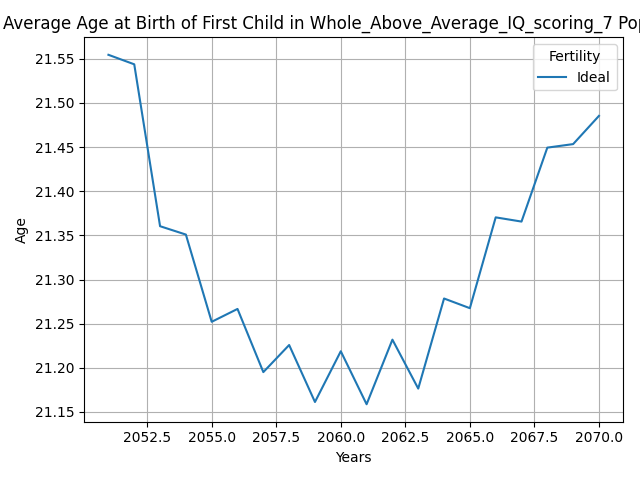 Average Age at Birth of First Child in Whole_Above_Average_IQ_scoring_7 Po
Fertility
Ideal
21.55
21.50
21.45
21.40
21.35
21.30
21.25
21.20
21.15
Age
2052.5 2055.0 2057.5 2060.0 2062.5 2065.0 2067.5 2070.0
Years